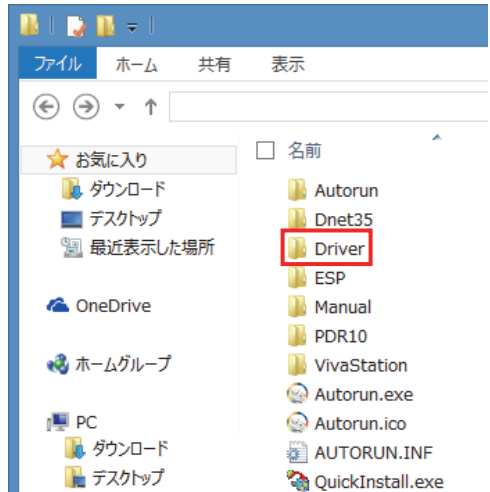 ファイル ホーム 共有 表示
お気に入り
ダウンロード
デスクトップ
最近表示した場所
OneDrive
ホームグループ
PC
ダウンロード
デスクトップ
名前
Autorun
Dnet35
Driver
ESP
Manual
PDR10
VivaStation
Autorun.exe
Autorun.ico
AUTORUN.INF
QuickInstall.exe